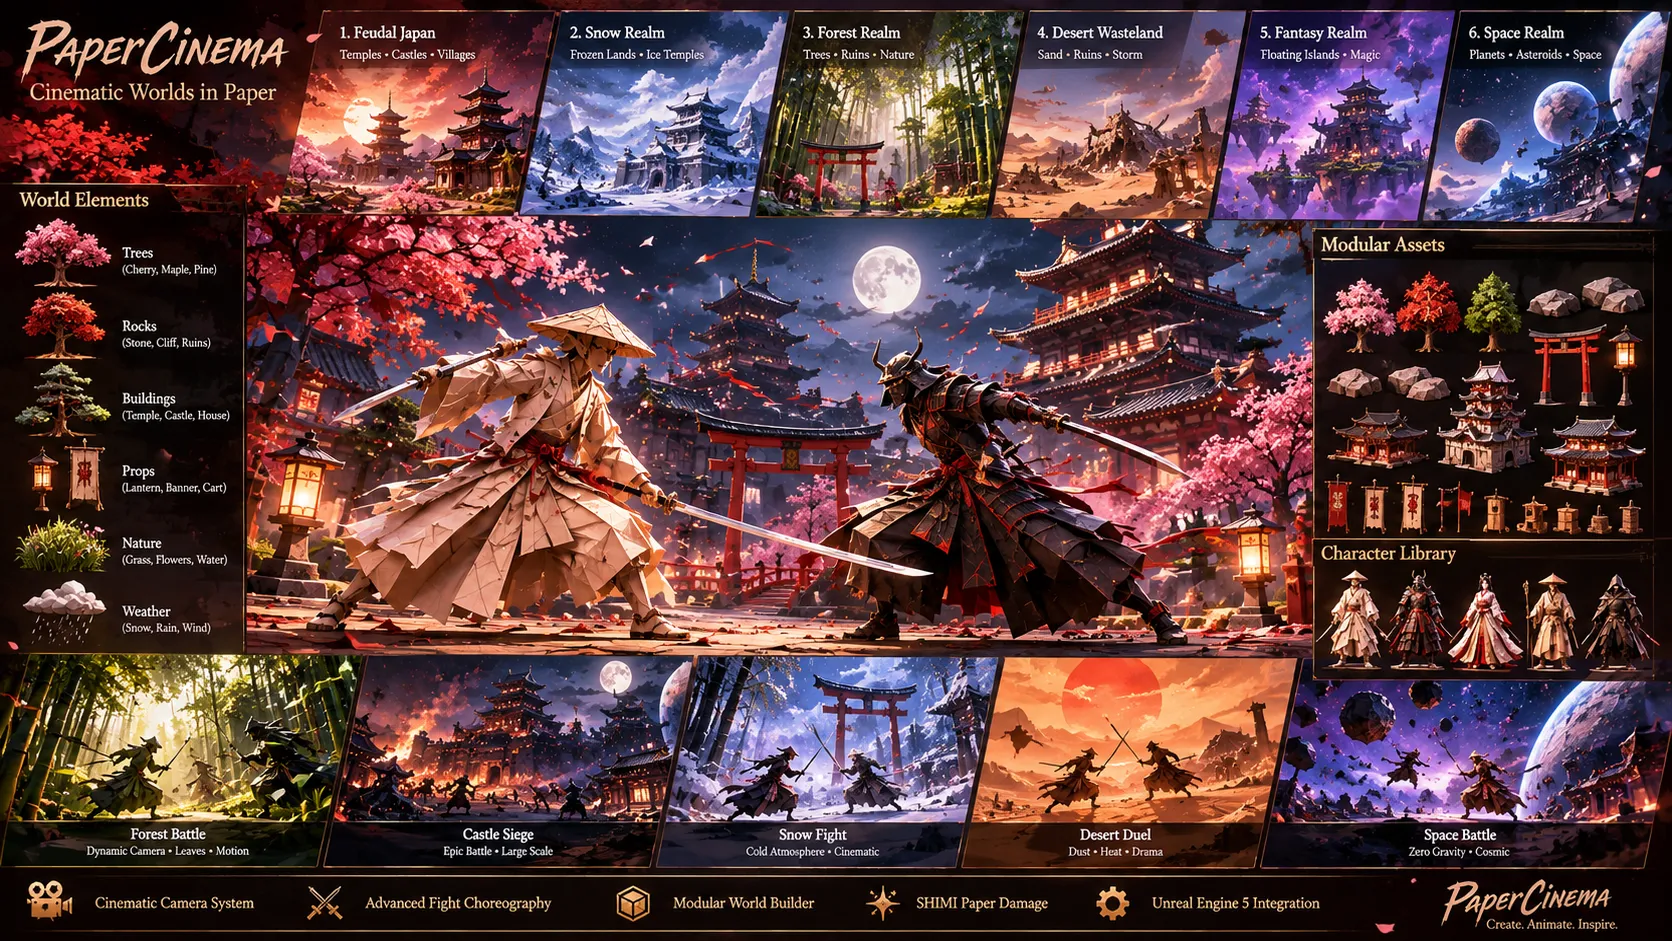 PaperCinema
Cinematic Worlds in Paper
1. Feudal Japan
Temples • Castles • Villages
2. Snow Realm
Frozen Lands • Ice Temples
3. Forest Realm
Trees • Ruins • Nature
4. Desert Wasteland
Sand • Ruins • Storm
5. Fantasy Realm
Floating Islands • Magic
6. Space Realm
Planets • Asteroids • Space
World Elements
Trees
(Cherry, Maple, Pine)
Rocks
(Stone, Cliff, Ruins)
Buildings
(Temple, Castle, House)
Props
(Lantern, Banner, Cart)
Nature
(Grass, Flowers, Water)
Weather
(Snow, Rain, Wind)
Modular Assets
Character Library
Forest Battle
Dynamic Camera • Leaves • Motion
Castle Siege
Epic Battle • Large Scale
Snow Fight
Cold Atmosphere • Cinematic
Desert Duel
Dust • Heat • Drama
Space Battle
Zero Gravity • Cosmic
Cinematic Camera System
Advanced Fight Choreography
Modular World Builder
SHIMI Paper Damage
Unreal Engine 5 Integration
PaperCinema
Create. Animate. Inspire.